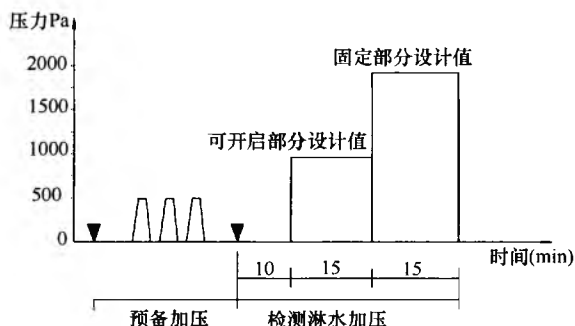 压力Pa
2000
1500
1000
500
0
固定部分设计值
可开启部分设计值
时间(min)
10
15
15
预备加压
检测淋水加压